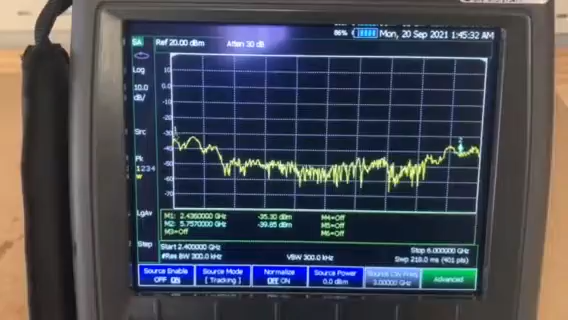 86% Mon, 20 Sep 2021 1:45:32 AM
SA Ref 20.00 dBm Atten 30 dB
Log
10
10.0
dB/
0.0
-10
-20
Src
-30
-40
Pk
-50
1234
W
-60
-70
LgAv
M1: 2.4360000 GHz -35.30 dBm M4=Off
M2: 5.7570000 GHz -39.85 dBm M5=Off
M3=Off M6=Off
Step
Start 2.400000 GHz Stop 6.000000 GHz
#Res BW 300.0 kHz VBW 300.0 kHz Swp 218.0 ms (401 pts)
Source Enable Source Mode Normalize Source Power Source CW Freq Advanced
OFF ON [ Tracking ] OFF ON 0.0 dBm 3.00000 GHz